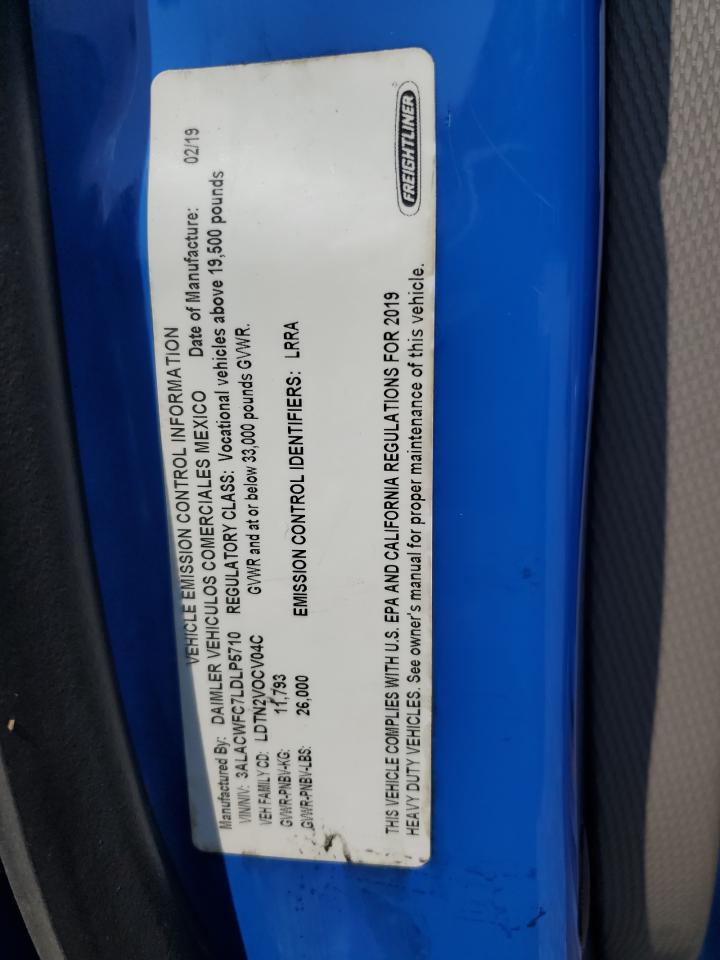 VEHICLE EMISSION CONTROL INFORMATION
Manufactured By: DAIMLER VEHICULOS COMERCIALES MEXICO Date of Manufacture: 02/19
VIN/NIV: 3ALACWFC7LDLP5710 REGULATORY CLASS: Vocational vehicles above 19,500 pounds
VEH FAMILY CD: LDTN2VOCV04C GVWR and at or below 33,000 pounds GVWR.
GVWR-PNBV-KG: 11,793
GVWR-PNBV-LBS: 26,000 EMISSION CONTROL IDENTIFIERS: LRRA
THIS VEHICLE COMPLIES WITH U.S. EPA AND CALIFORNIA REGULATIONS FOR 2019
HEAVY DUTY VEHICLES. See owner's manual for proper maintenance of this vehicle.
FREIGHTLINER